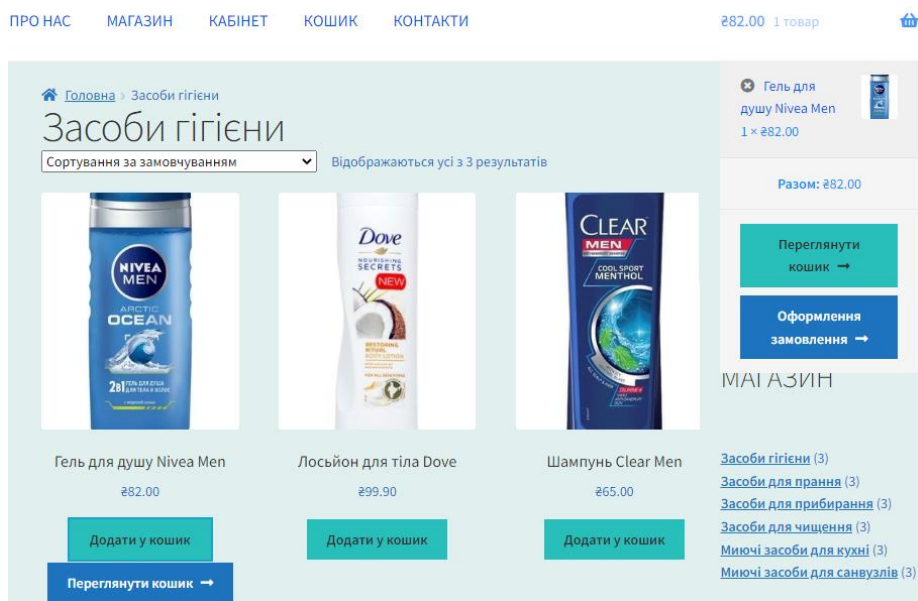 ПРО НАС МАГАЗИН КАБІНЕТ КОШИК КОНТАКТИ
₴82.00 1 товар
Головна › Засоби гігієни
Засоби гігієни
Сортування за замовчуванням
Відображаються усі з 3 результатів
NIVEA
MEN
ARCTIC
OCEAN
2в1
Dove
NOURISHING
SECRETS
NEW
RESTORING
RITUAL
BODY LOTION
CLEAR
MEN
COOL SPORT
MENTHOL
Гель для душу Nivea Men
₴82.00
Додати у кошик
Переглянути кошик →
Лосьйон для тіла Dove
₴99.90
Додати у кошик
Шампунь Clear Men
₴65.00
Додати у кошик
Гель для
душу Nivea Men
1 × ₴82.00
Разом: ₴82.00
Переглянути
кошик →
Оформлення
замовлення →
МАГАЗИН
Засоби гігієни (3)
Засоби для прання (3)
Засоби для прибирання (3)
Засоби для чищення (3)
Миючі засоби для кухні (3)
Миючі засоби для санвузлів (3)